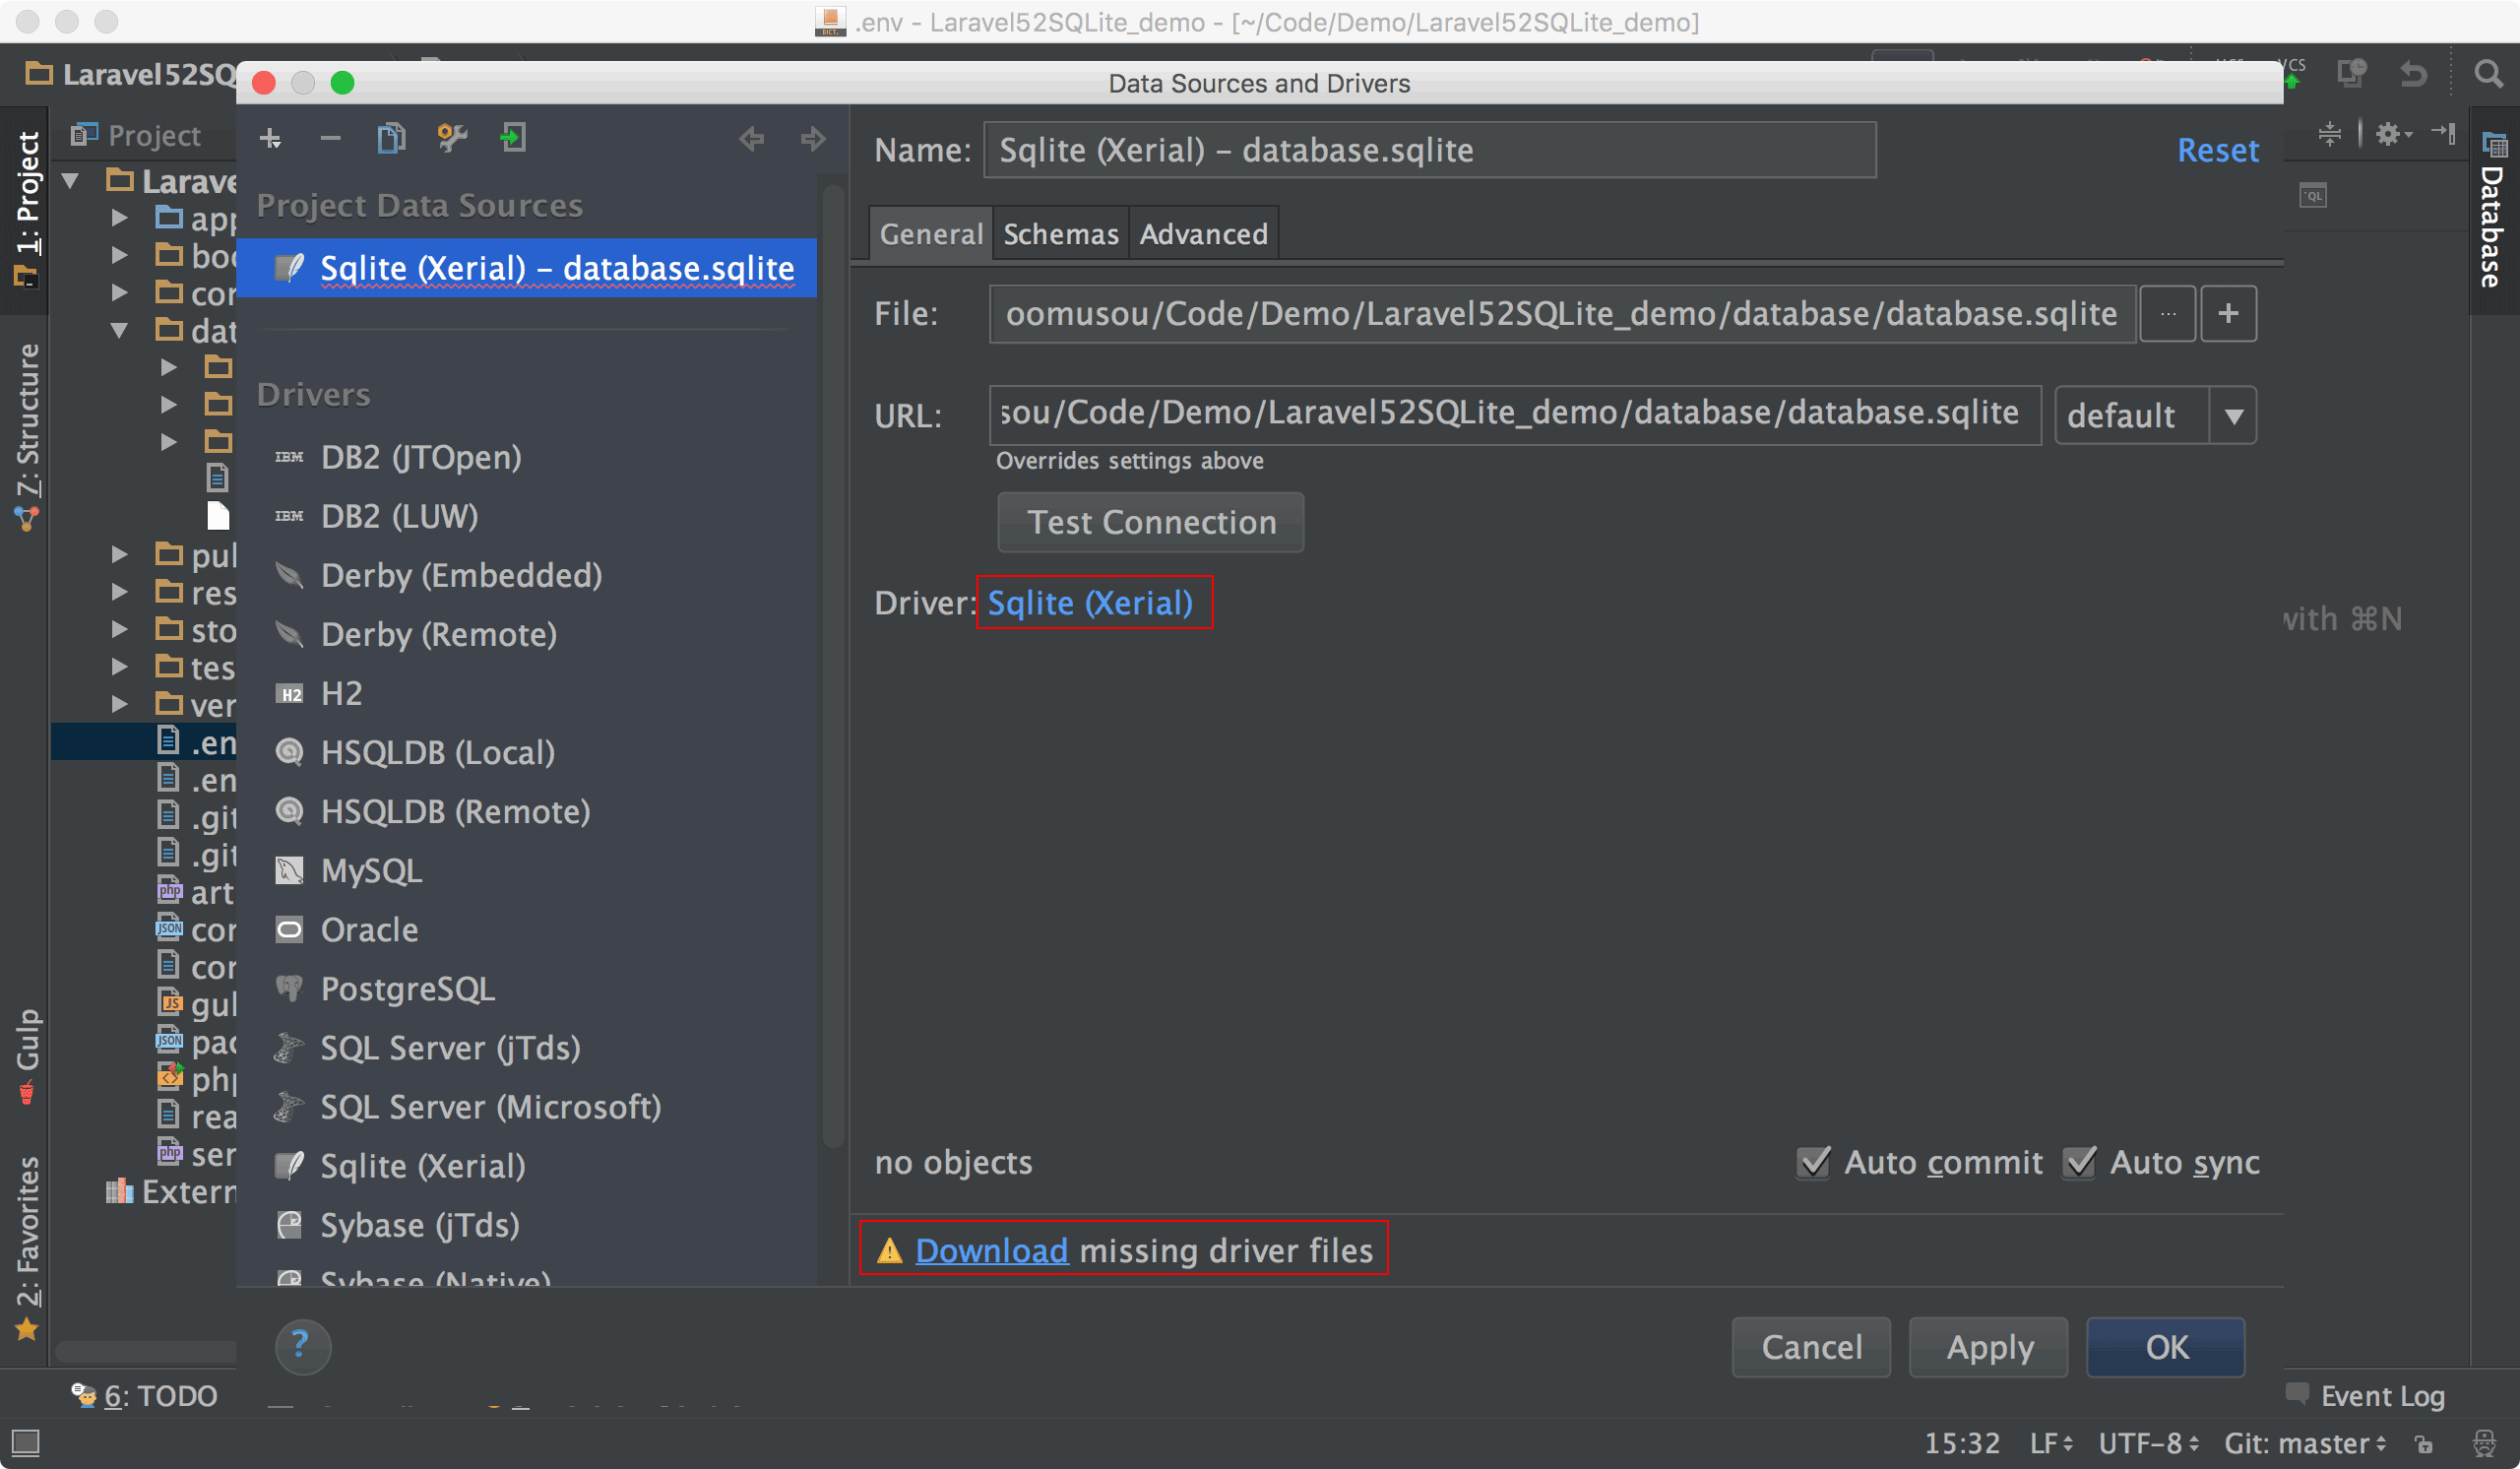 .env - Laravel52SQLite_demo - [~/Code/Demo/Laravel52SQLite_demo]
Laravel52SQ
VCS
Data Sources and Drivers
1: Project
7: Structure
Gulp
2: Favorites
Project
Larave
app
boo
cor
dat
pul
res
sto
tes
ver
.en
.en
.git
.git
art
cor
cor
gul
pac
php
rea
ser
Extern
Project Data Sources
Sqlite (Xerial) – database.sqlite
Drivers
DB2 (JTOpen)
DB2 (LUW)
Derby (Embedded)
Derby (Remote)
H2
HSQLDB (Local)
HSQLDB (Remote)
MySQL
Oracle
PostgreSQL
SQL Server (jTds)
SQL Server (Microsoft)
Sqlite (Xerial)
Sybase (jTds)
Sybase (Native)
Name: Sqlite (Xerial) – database.sqlite
Reset
General Schemas Advanced
File: oomusou/Code/Demo/Laravel52SQLite_demo/database/database.sqlite ... +
URL: sou/Code/Demo/Laravel52SQLite_demo/database/database.sqlite default
Overrides settings above
Test Connection
Driver: Sqlite (Xerial)
no objects
Auto commit Auto sync
Download missing driver files
? Cancel Apply OK
Database
with ⌘N
6: TODO
Event Log
15:32 LF UTF-8 Git: master